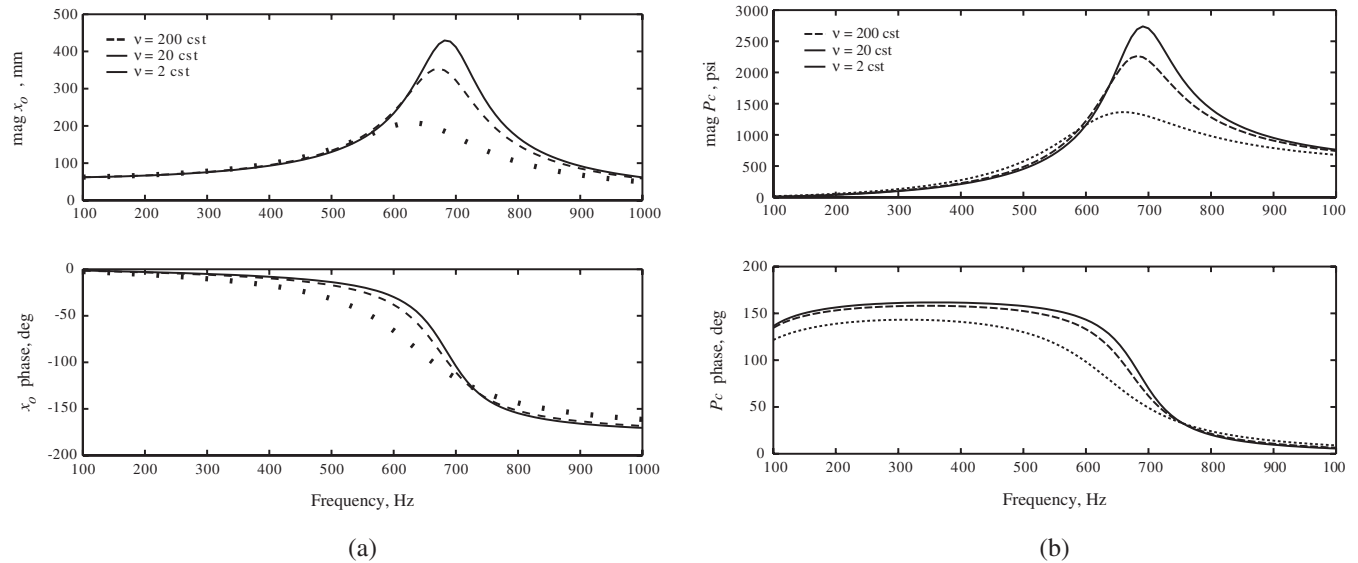 mag x_o , mm
500
400
300
200
100
0
ν = 200 cst
ν = 20 cst
ν = 2 cst
100 200 300 400 500 600 700 800 900 1000
x_o phase, deg
0
-50
-100
-150
-200
100 200 300 400 500 600 700 800 900 1000
Frequency, Hz
(a)
mag P_c , psi
3000
2500
2000
1500
1000
500
0
ν = 200 cst
ν = 20 cst
ν = 2 cst
100 200 300 400 500 600 700 800 900 100
P_c phase, deg
200
150
100
50
0
100 200 300 400 500 600 700 800 900 100
Frequency, Hz
(b)